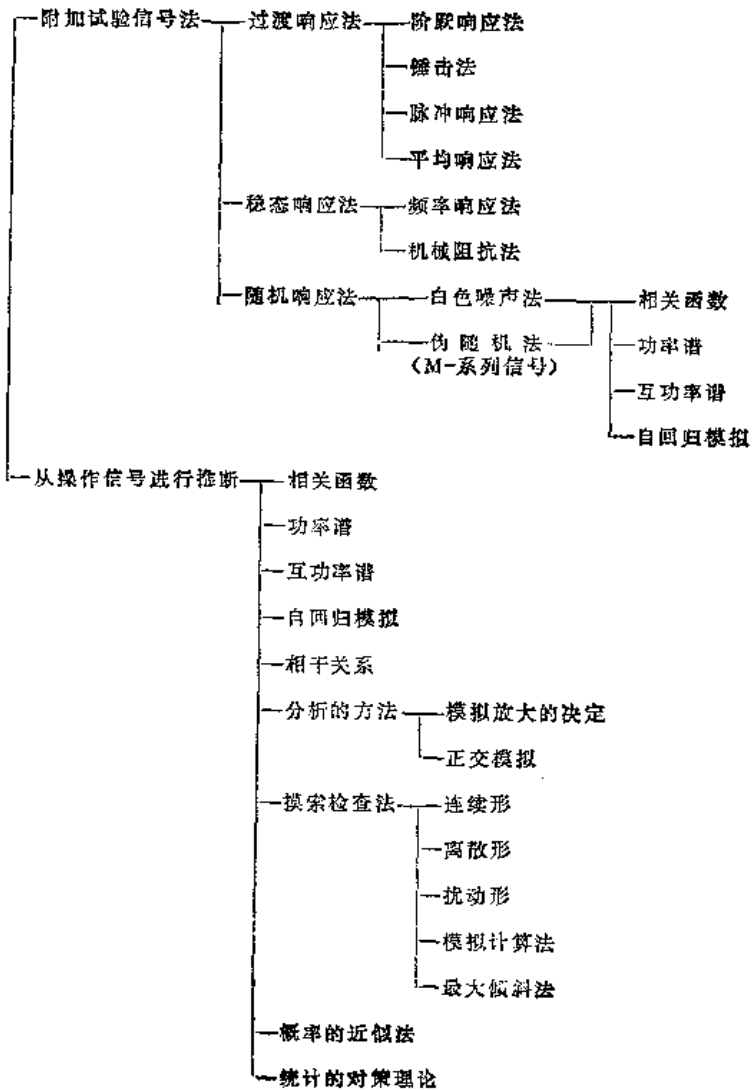 附加试验信号法 过渡响应法 阶跃响应法
锤击法
脉冲响应法
平均响应法
稳态响应法 频率响应法
机械阻抗法
随机响应法 白色噪声法 相关函数
伪随机法 功率谱
(M-系列信号)
互功率谱
自回归模拟
从操作信号进行推断 相关函数
功率谱
互功率谱
自回归模拟
相干关系
分析的方法 模拟放大的决定
正交模拟
摸索检查法 连续形
离散形
扰动形
模拟计算法
最大倾斜法
概率的近似法
统计的对策理论